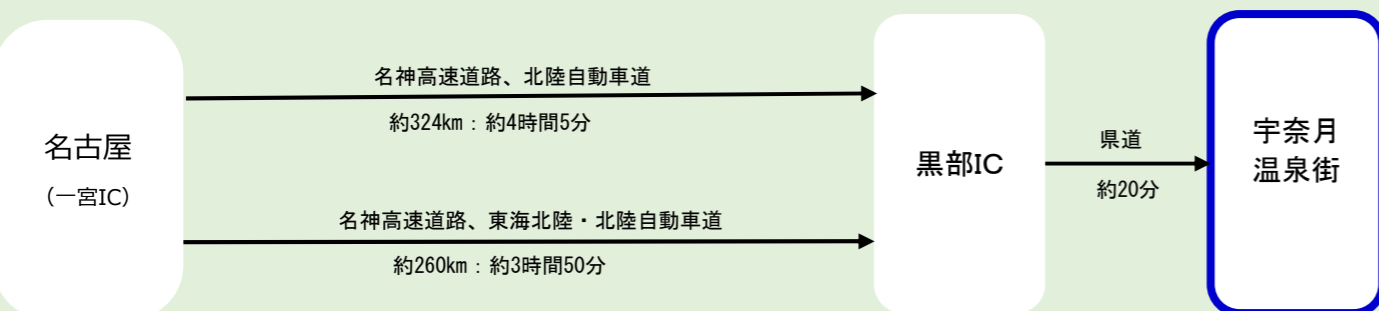 名古屋
（一宮IC）
名神高速道路、北陸自動車道
約324km：約4時間5分
名神高速道路、東海北陸・北陸自動車道
約260km：約3時間50分
黒部IC
県道
約20分
宇奈月
温泉街